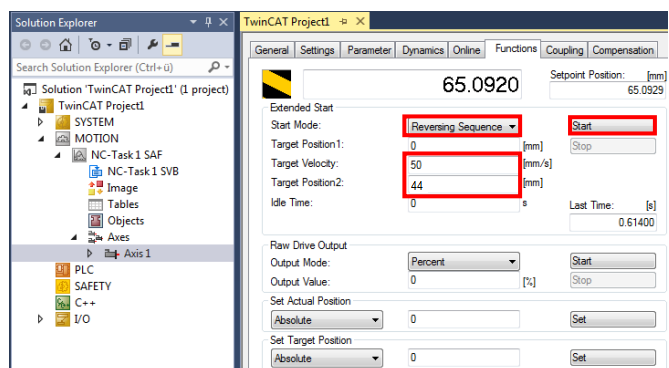 Solution Explorer
Search Solution Explorer (Ctrl+ü)
Solution 'TwinCAT Project1' (1 project)
TwinCAT Project1
SYSTEM
MOTION
NC-Task 1 SAF
NC-Task 1 SVB
Image
Tables
Objects
Axes
Axis 1
PLC
SAFETY
C++
I/O
TwinCAT Project1
General Settings Parameter Dynamics Online Functions Coupling Compensation
65.0920
Setpoint Position: [mm]
65.0929
Extended Start
Start Mode: Reversing Sequence Start
Target Position1: 0 [mm] Stop
Target Velocity: 50 [mm/s]
Target Position2: 44 [mm]
Idle Time: 0 s Last Time: [s]
0.61400
Raw Drive Output
Output Mode: Percent Start
Output Value: 0 [%] Stop
Set Actual Position
Absolute 0 Set
Set Target Position
Absolute 0 Set